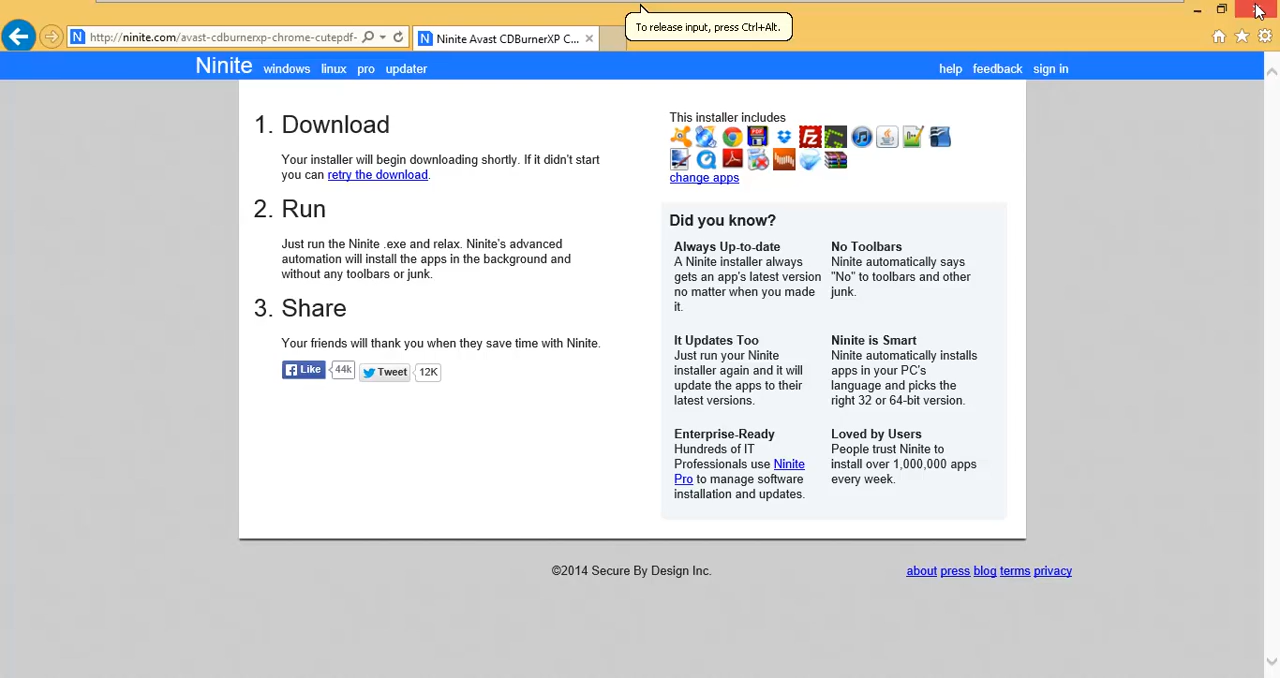 To release input, press Ctrl+Alt.
http://ninite.com/avast-cdburnerxp-chrome-cutepdf-
Ninite Avast CDBurnerXP C...
Ninite windows linux pro updater
help feedback sign in
1. Download
Your installer will begin downloading shortly. If it didn't start
you can retry the download.
2. Run
Just run the Ninite .exe and relax. Ninite's advanced
automation will install the apps in the background and
without any toolbars or junk.
3. Share
Your friends will thank you when they save time with Ninite.
Like 44k Tweet 12K
This installer includes
change apps
Did you know?
Always Up-to-date
A Ninite installer always
gets an app's latest version
no matter when you made
it.
No Toolbars
Ninite automatically says
"No" to toolbars and other
junk.
It Updates Too
Just run your Ninite
installer again and it will
update the apps to their
latest versions.
Ninite is Smart
Ninite automatically installs
apps in your PC's
language and picks the
right 32 or 64-bit version.
Enterprise-Ready
Hundreds of IT
Professionals use Ninite
Pro to manage software
installation and updates.
Loved by Users
People trust Ninite to
install over 1,000,000 apps
every week.
©2014 Secure By Design Inc.
about press blog terms privacy